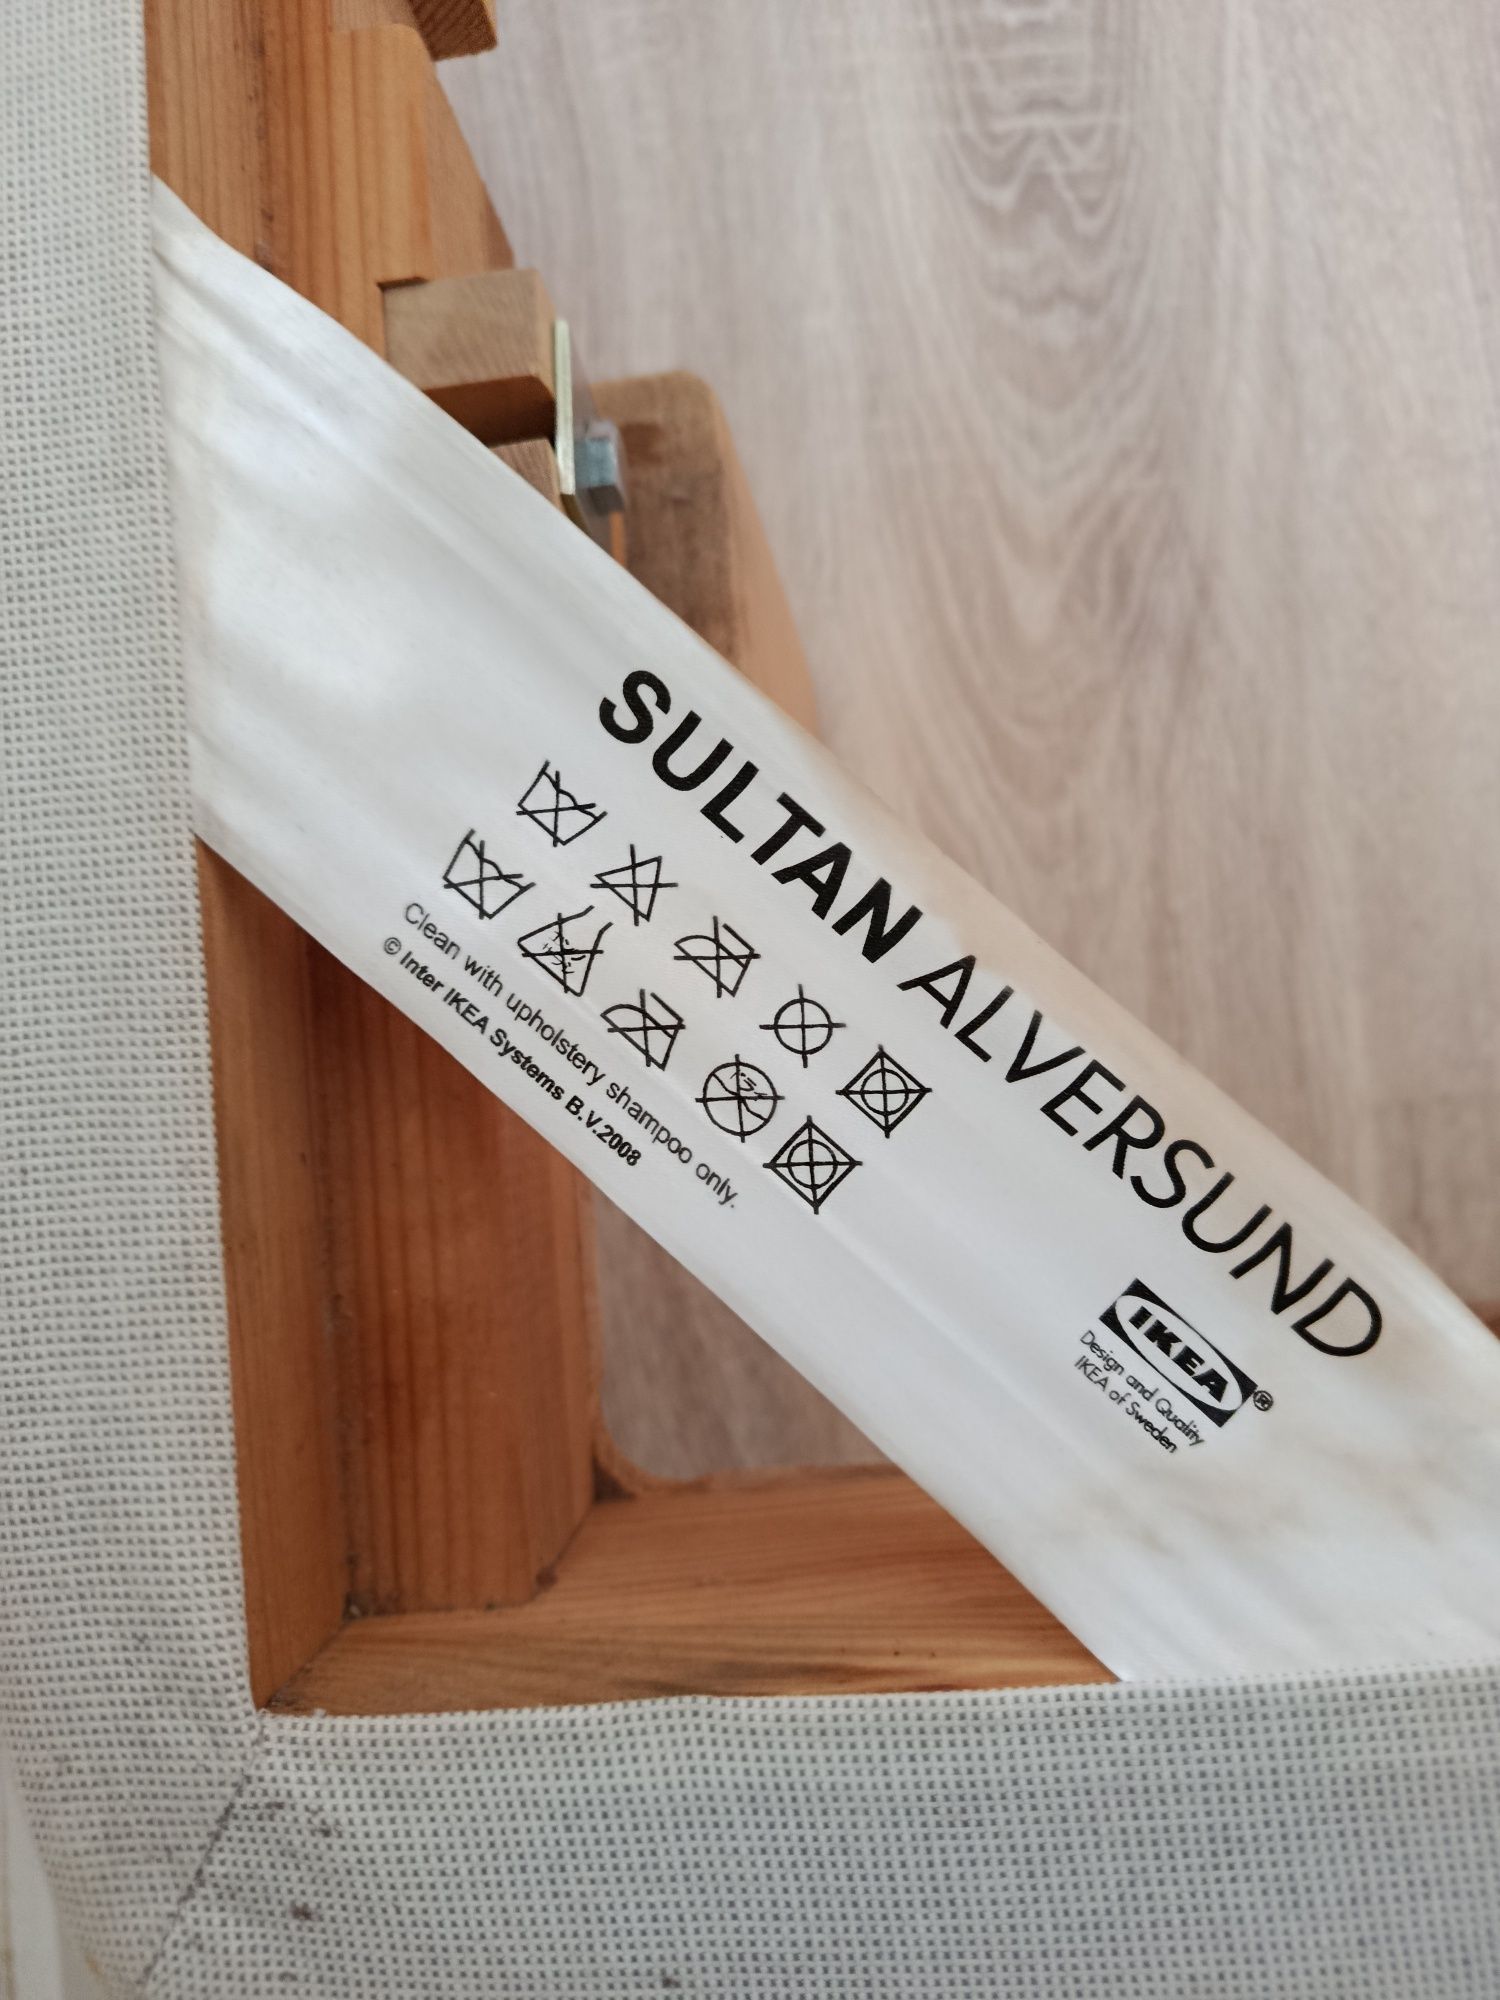 SULTAN ALVERSUND
Clean with upholstery shampoo only.
© Inter IKEA Systems B.V.2008
IKEA®
Design and Quality
IKEA of Sweden